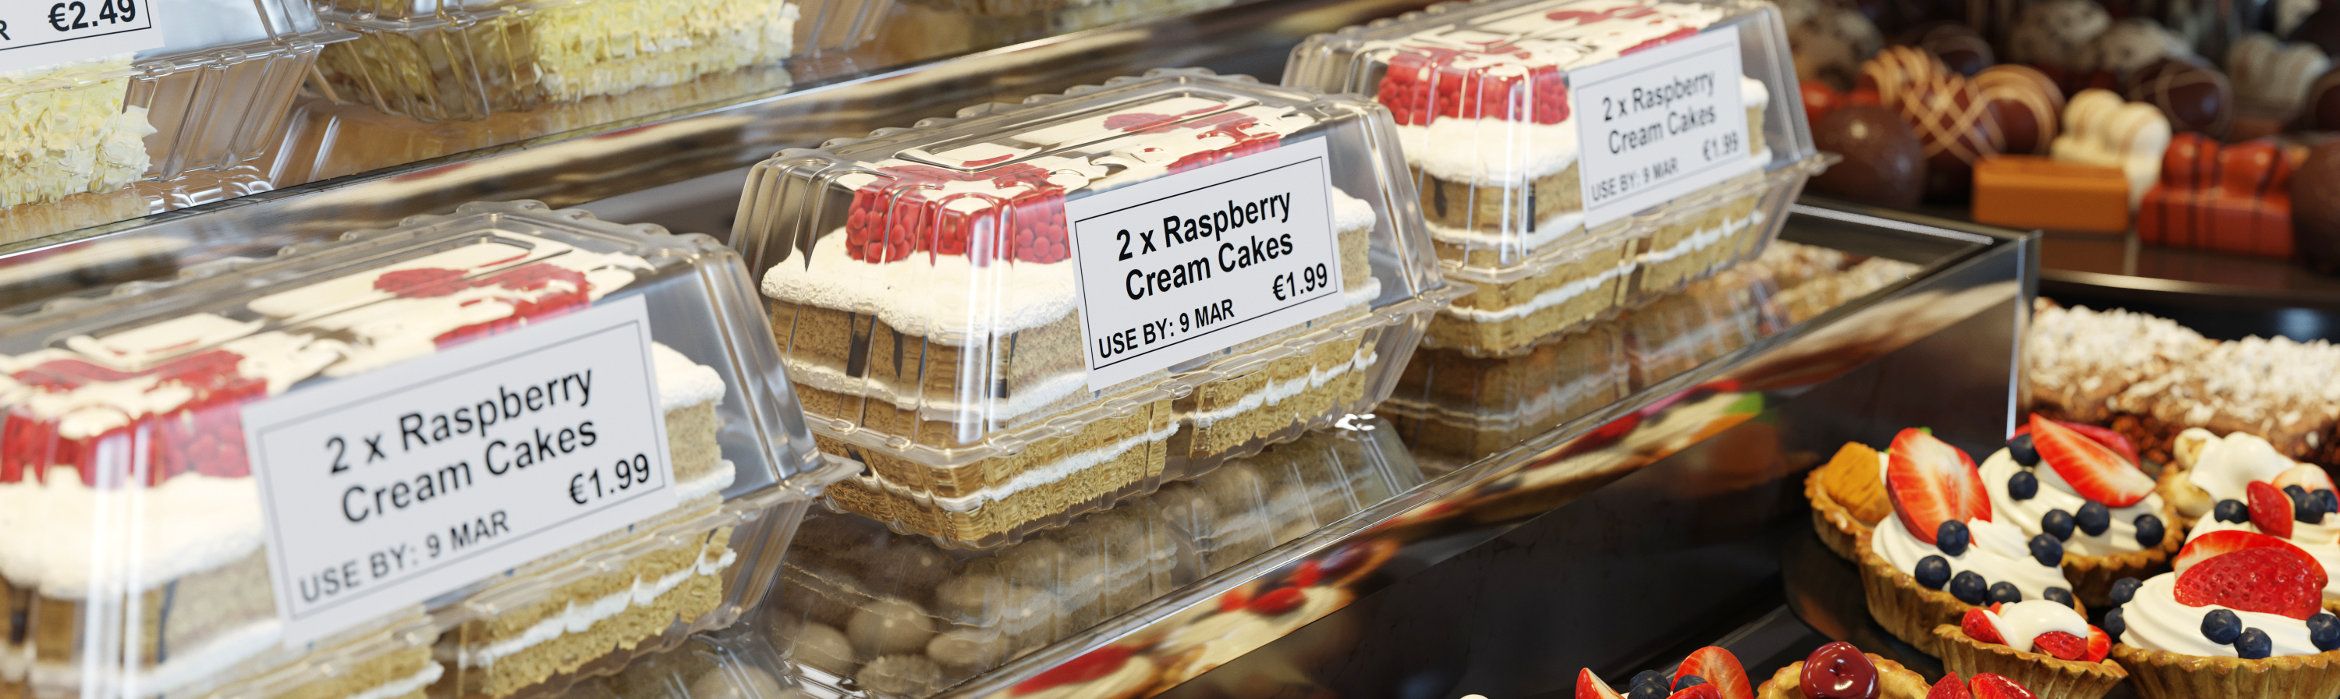 €2.49
2 x Raspberry
Cream Cakes
€1.99
USE BY: 9 MAR
2 x Raspberry
Cream Cakes
€1.99
USE BY: 9 MAR
2 x Raspberry
Cream Cakes
€1.99
USE BY: 9 MAR